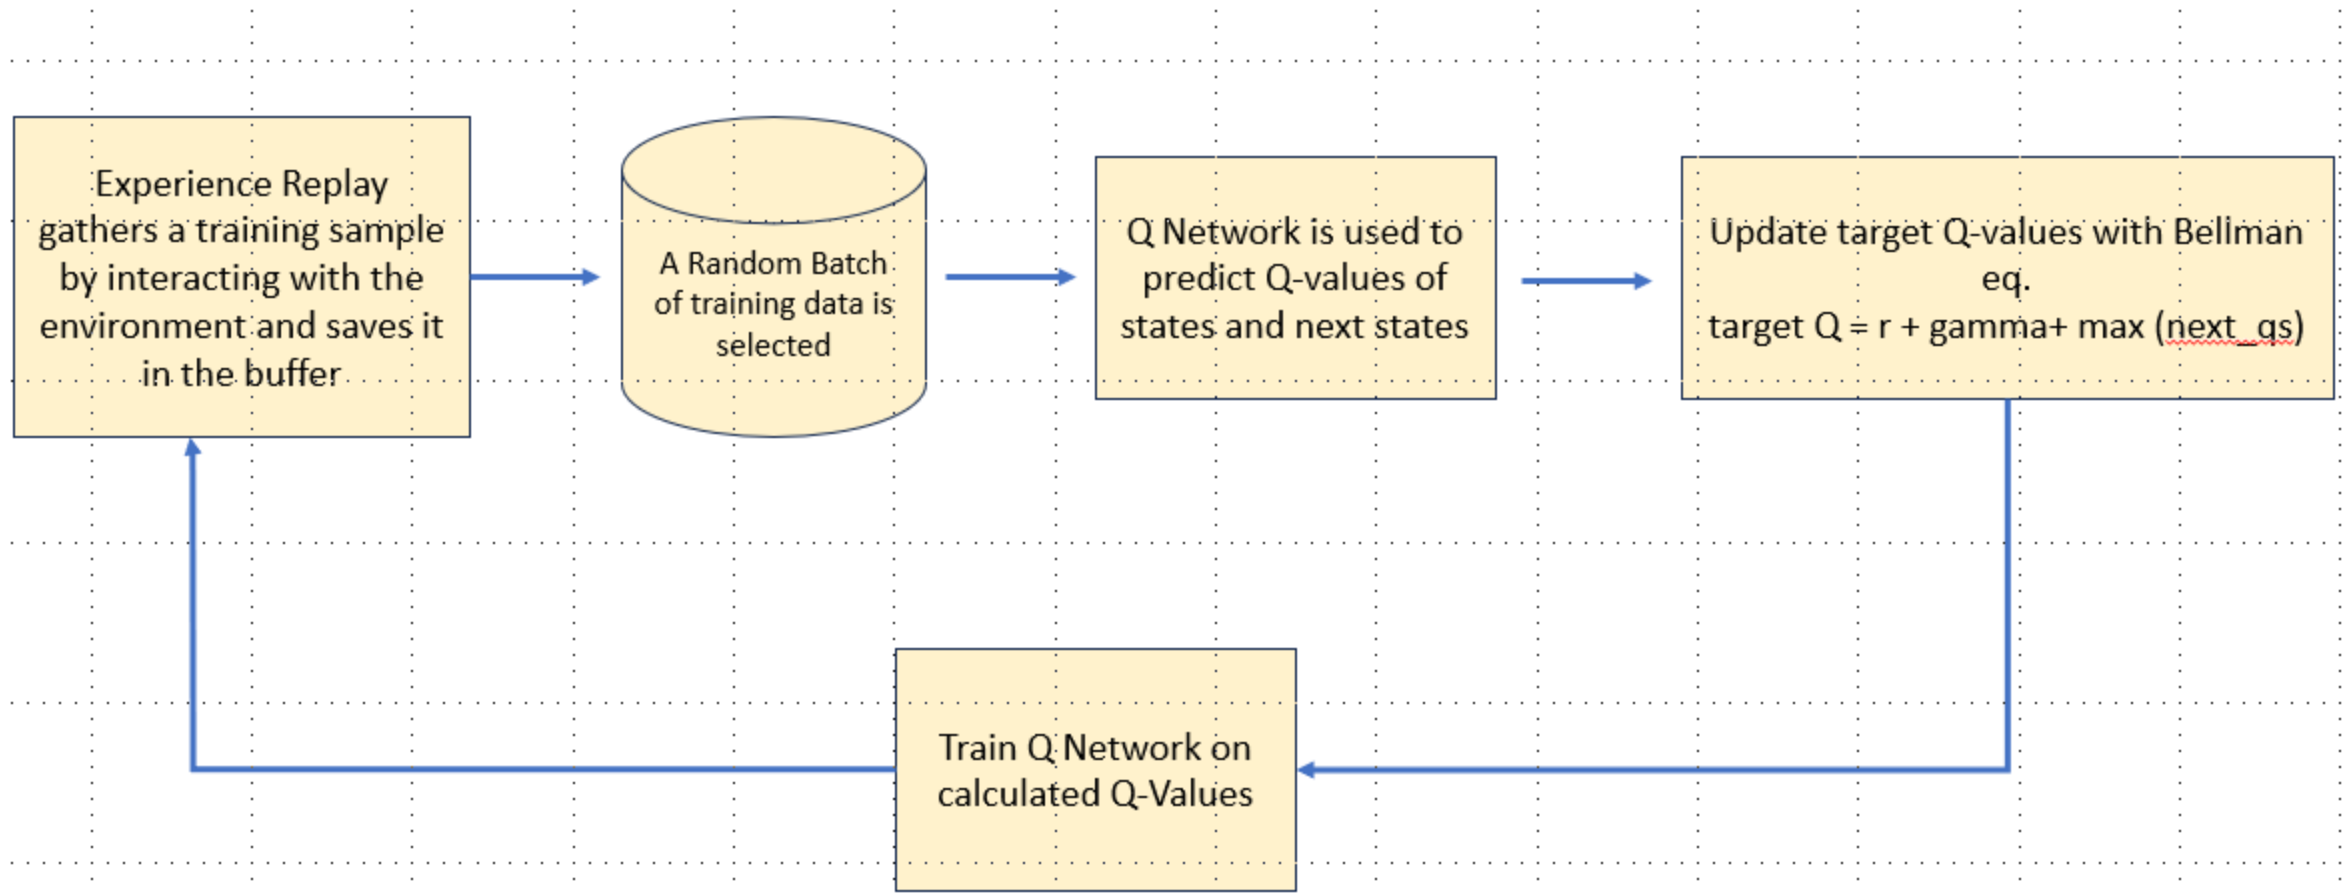 Experience Replay
gathers a training sample
by interacting with the
environment and saves it
in the buffer
A Random Batch
of training data is
selected
Q Network is used to
predict Q-values of
states and next states
Update target Q-values with Bellman
eq.
target Q = r + gamma+ max (next_qs)
Train Q Network on
calculated Q-Values